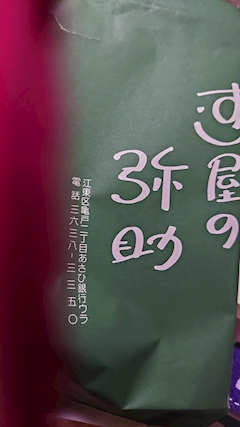 すし屋の
弥助
江東区亀戸二丁目あさひ銀行ウラ
電話三六三八-三三五〇